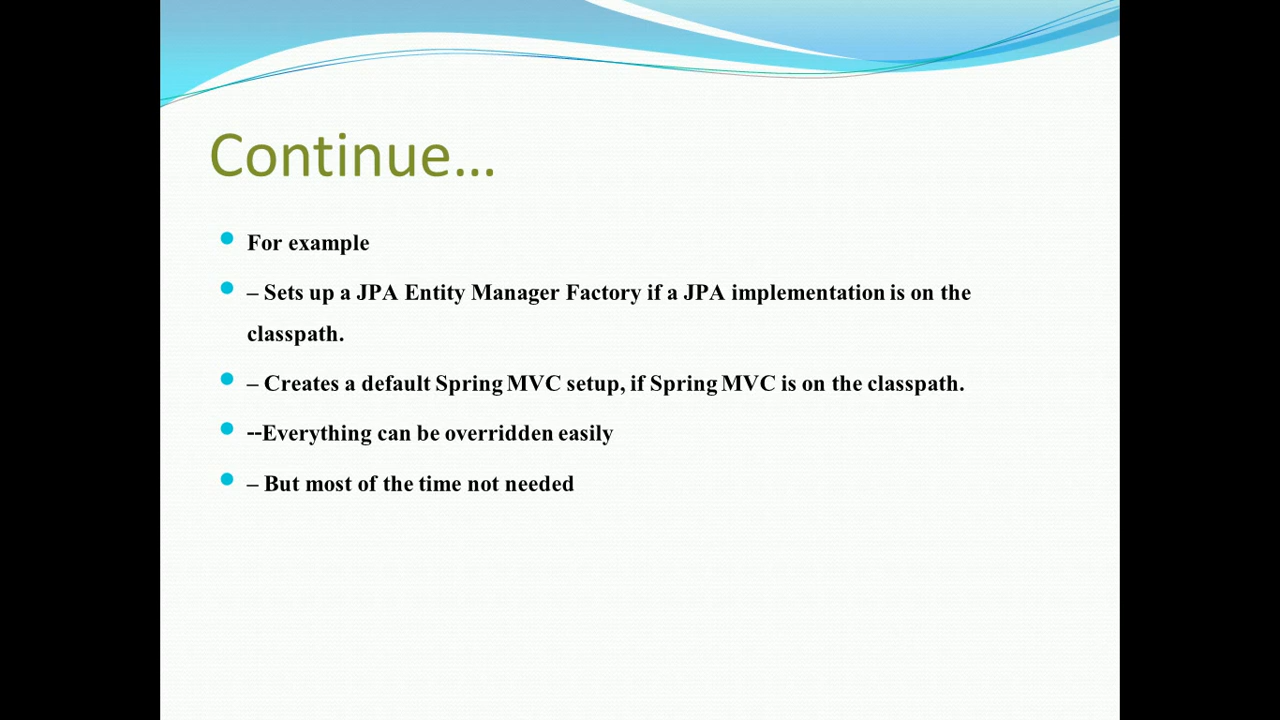 Continue...
For example
– Sets up a JPA Entity Manager Factory if a JPA implementation is on the
classpath.
– Creates a default Spring MVC setup, if Spring MVC is on the classpath.
--Everything can be overridden easily
– But most of the time not needed